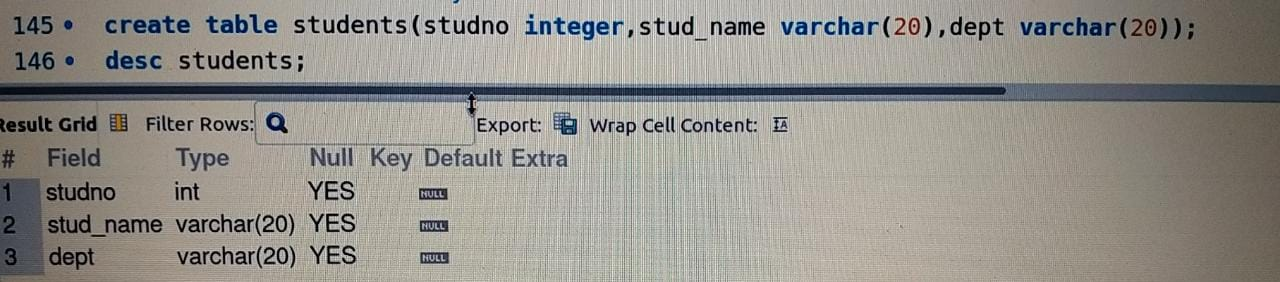 145 • create table students(studno integer,stud_name varchar(20),dept varchar(20));
146 • desc students;
Result Grid Filter Rows: Export: Wrap Cell Content: IA
# Field Type Null Key Default Extra
1 studno int YES NULL
2 stud_name varchar(20) YES NULL
3 dept varchar(20) YES NULL